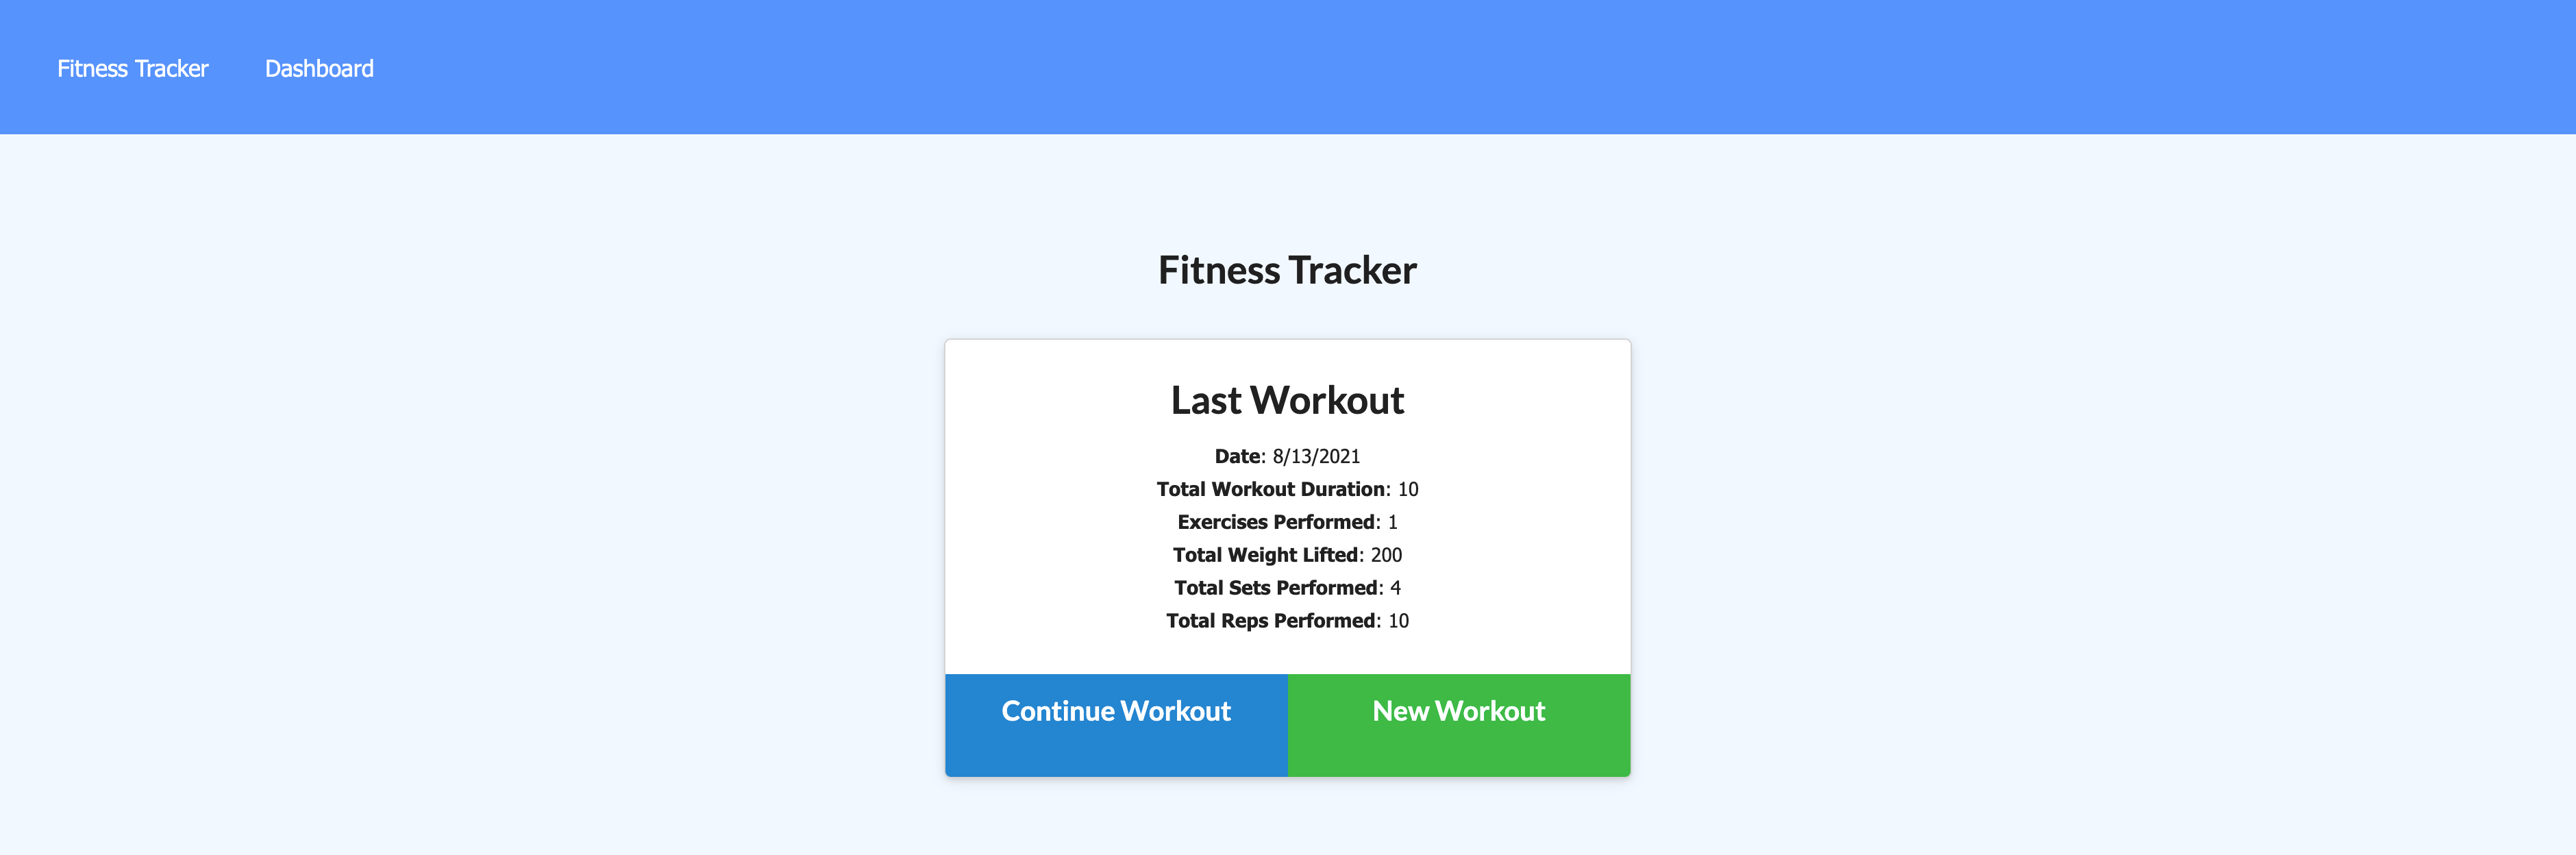 Fitness Tracker Dashboard
Fitness Tracker
Last Workout
Date: 8/13/2021
Total Workout Duration: 10
Exercises Performed: 1
Total Weight Lifted: 200
Total Sets Performed: 4
Total Reps Performed: 10
Continue Workout New Workout